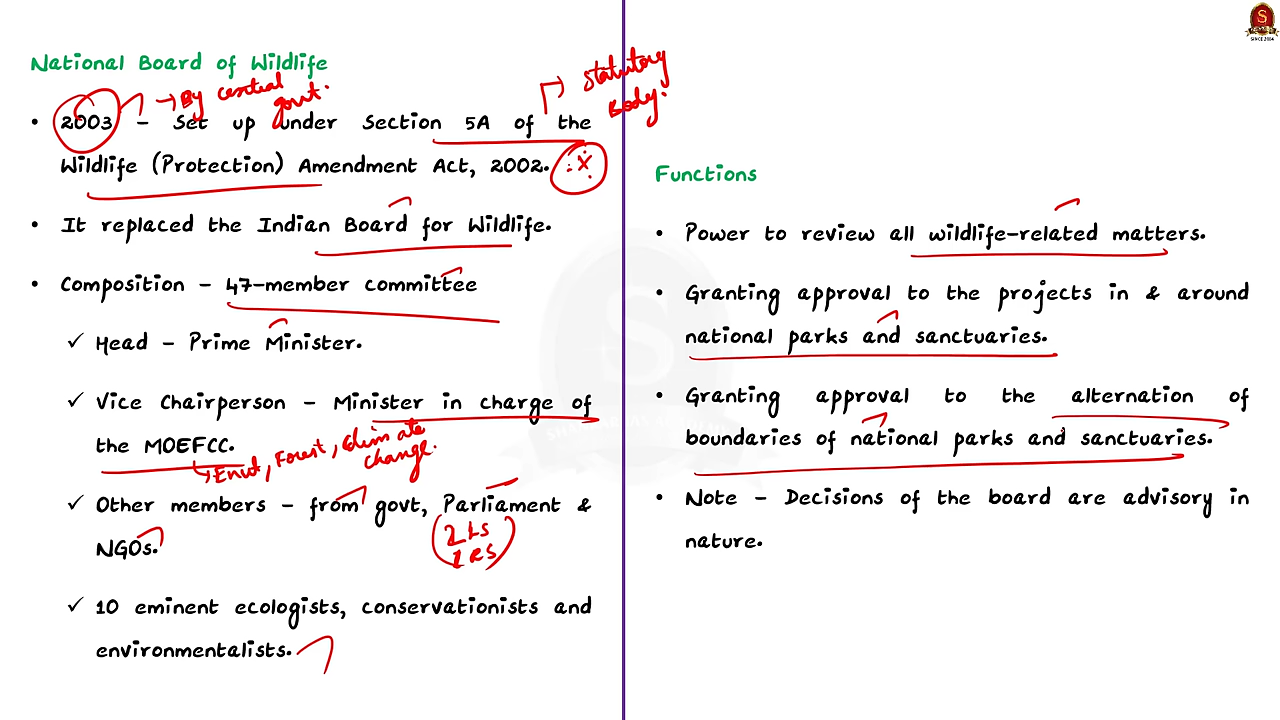 National Board of Wildlife
→ By central govt.
→ Statutory Body.
• 2003 – Set up under Section 5A of the
Wildlife (Protection) Amendment Act, 2002.
• It replaced the Indian Board for Wildlife.
• Composition – 47-member committee
✓ Head – Prime Minister.
✓ Vice Chairperson – Minister in charge of
the MOEFCC.
↳ Envt, Forest, Climate change.
✓ Other members – from govt, Parliament &
NGOs.
2 LS
1 RS
✓ 10 eminent ecologists, conservationists and
environmentalists.
Functions
• Power to review all wildlife-related matters.
• Granting approval to the projects in & around
national parks and sanctuaries.
• Granting approval to the alternation of
boundaries of national parks and sanctuaries.
• Note – Decisions of the board are advisory in
nature.
S
SINCE 2004